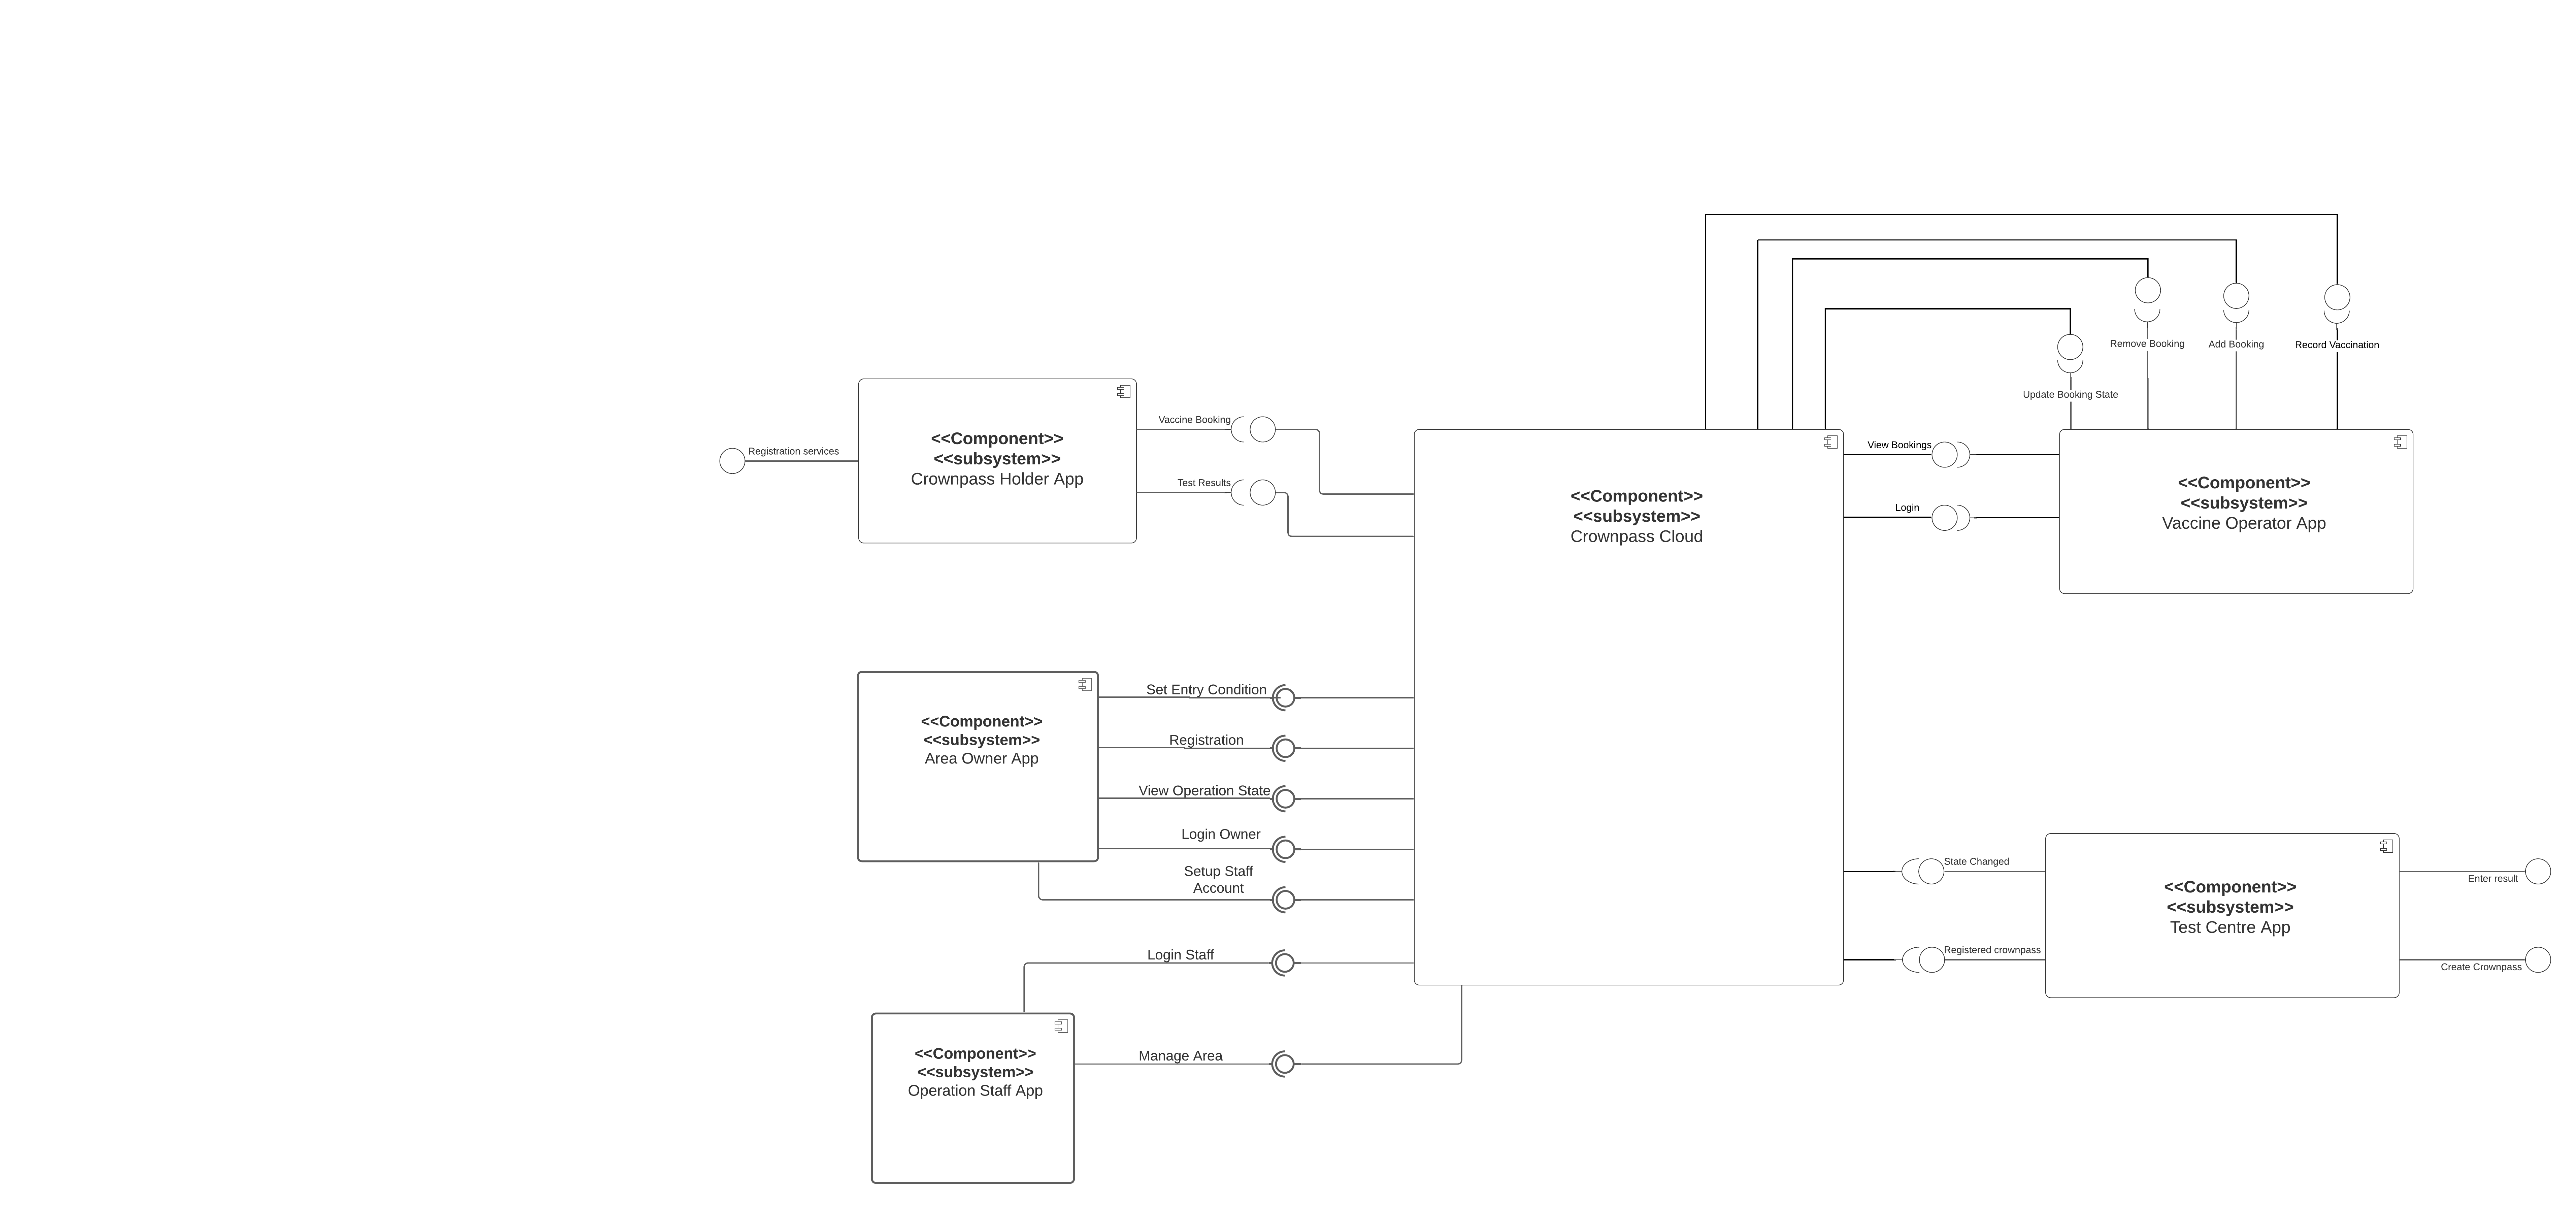 Remove Booking
Add Booking
Record Vaccination
Update Booking State
Vaccine Booking
Registration services
<<Component>>
<<subsystem>>
Crownpass Holder App
Test Results
<<Component>>
<<subsystem>>
Crownpass Cloud
View Bookings
Login
<<Component>>
<<subsystem>>
Vaccine Operator App
<<Component>>
<<subsystem>>
Area Owner App
Set Entry Condition
Registration
View Operation State
Login Owner
Setup Staff
Account
State Changed
Registered crownpass
<<Component>>
<<subsystem>>
Test Centre App
Enter result
Create Crownpass
Login Staff
Manage Area
<<Component>>
<<subsystem>>
Operation Staff App